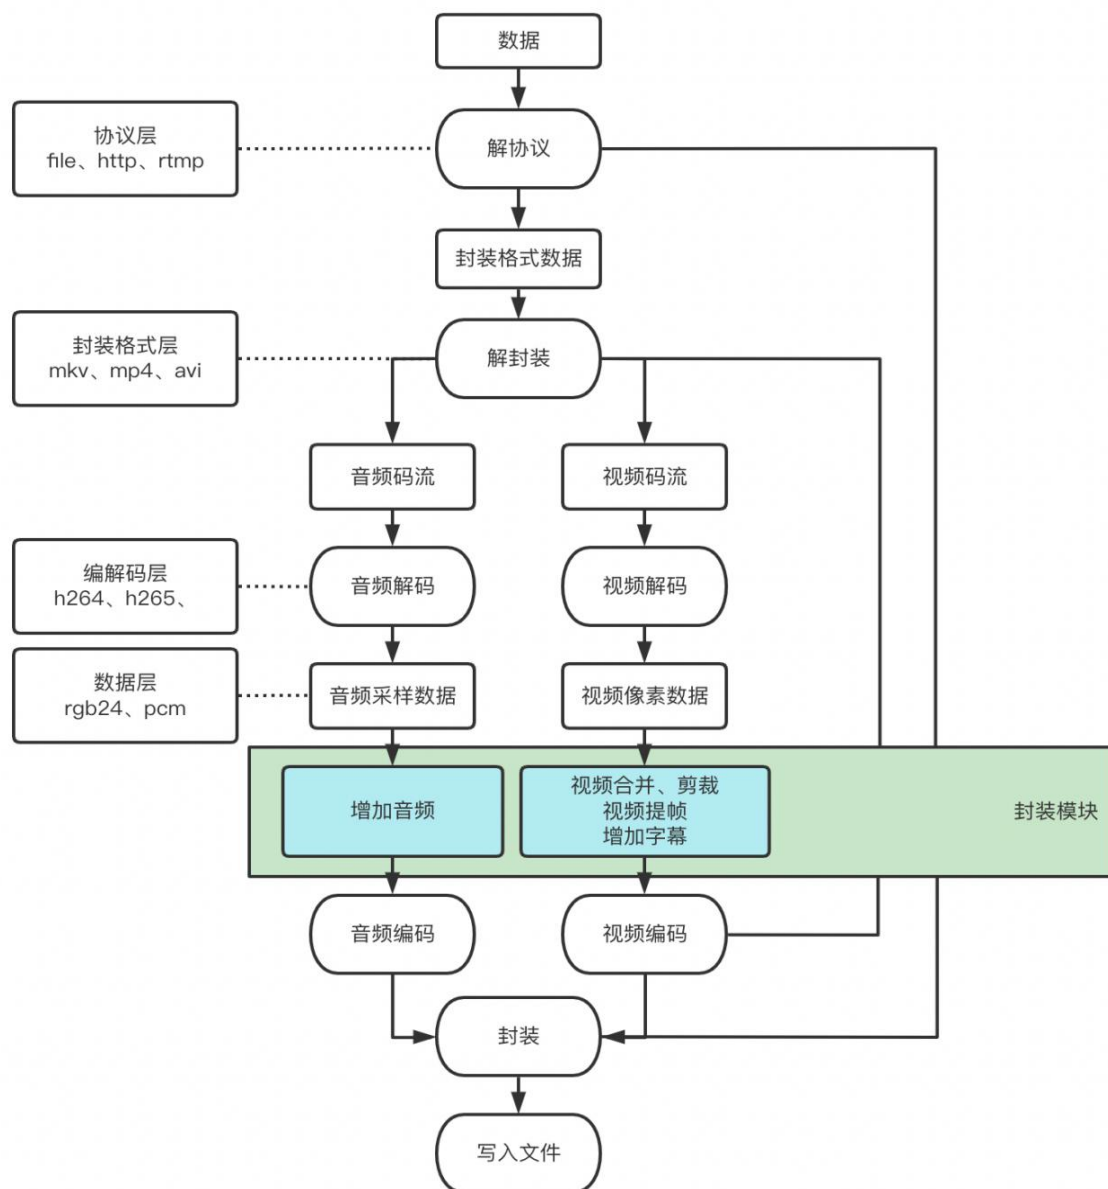 数据
协议层
file、http、rtmp
解协议
封装格式数据
封装格式层
mkv、mp4、avi
解封装
音频码流
视频码流
编解码层
h264、h265、
音频解码
视频解码
数据层
rgb24、pcm
音频采样数据
视频像素数据
增加音频
视频合并、剪裁
视频提帧
增加字幕
封装模块
音频编码
视频编码
封装
写入文件